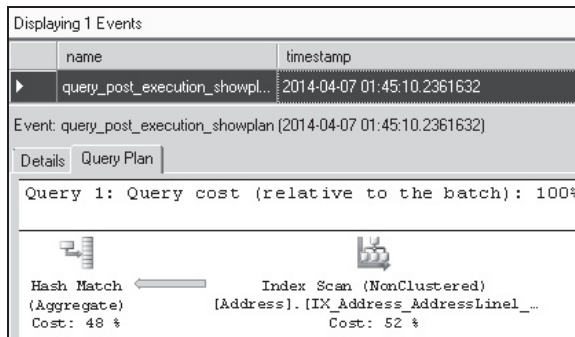 Displaying 1 Events
name timestamp
query_post_execution_showpl... 2014-04-07 01:45:10.2361632
Event: query_post_execution_showplan (2014-04-07 01:45:10.2361632)
Details Query Plan
Query 1: Query cost (relative to the batch): 100%
Hash Match Index Scan (NonClustered)
(Aggregate) [Address].[IX_Address_AddressLine1_…
Cost: 48 % Cost: 52 %